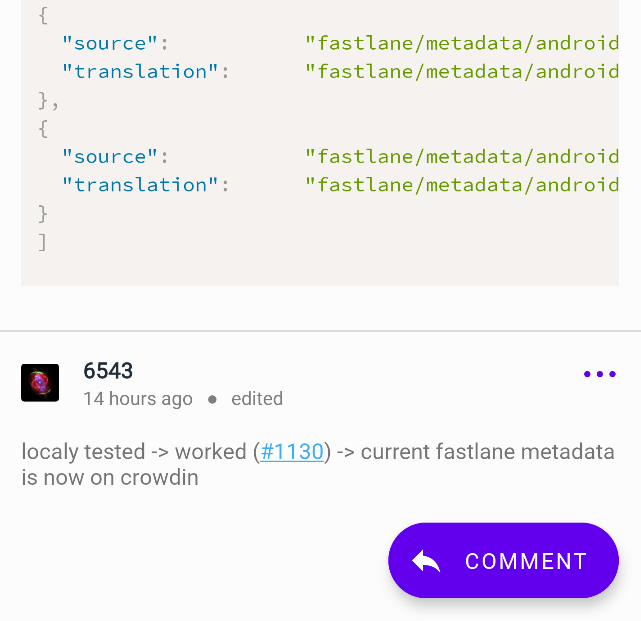 {
"source": "fastlane/metadata/android
"translation": "fastlane/metadata/android
},
{
"source": "fastlane/metadata/android
"translation": "fastlane/metadata/android
}
]
6543
14 hours ago ● edited
localy tested -> worked (#1130) -> current fastlane metadata
is now on crowdin
COMMENT